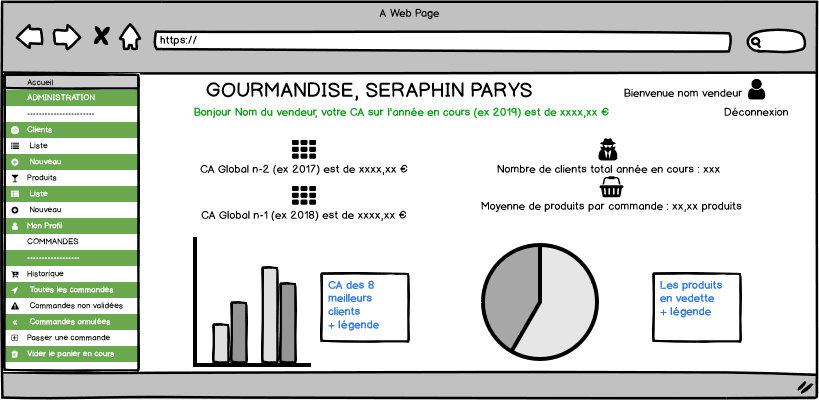 A Web Page
https://
Accueil
ADMINISTRATION
-----------------------
Clients
Liste
Nouveau
Produits
Liste
Nouveau
Mon Profil
COMMANDES
------------------
Historique
Toutes les commandes
Commandes non validées
Commandes annulées
Passer une commande
Vider le panier en cours
GOURMANDISE, SERAPHIN PARYS
Bienvenue nom vendeur
Bonjour Nom du vendeur, votre CA sur l'année en cours (ex 2019) est de xxxx,xx €
Déconnexion
CA Global n-2 (ex 2017) est de xxxx,xx €
Nombre de clients total année en cours : xxx
CA Global n-1 (ex 2018) est de xxxx,xx €
Moyenne de produits par commande : xx,xx produits
CA des 8
meilleurs
clients
+ légende
Les produits
en vedette
+ légende